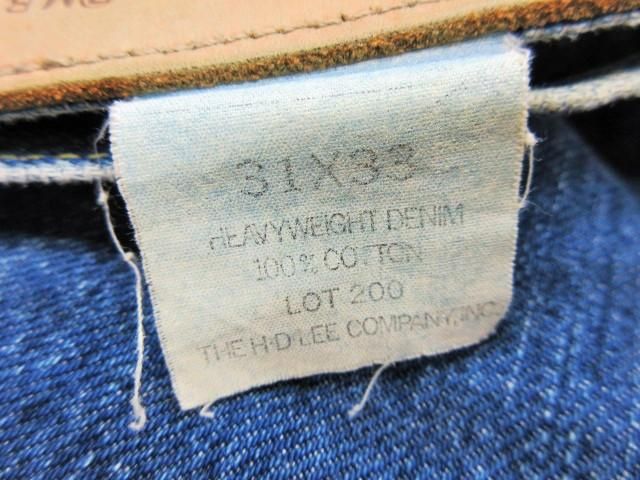 31X33
HEAVYWEIGHT DENIM
100% COTTON
LOT 200
THE H·D LEE COMPANY, INC.